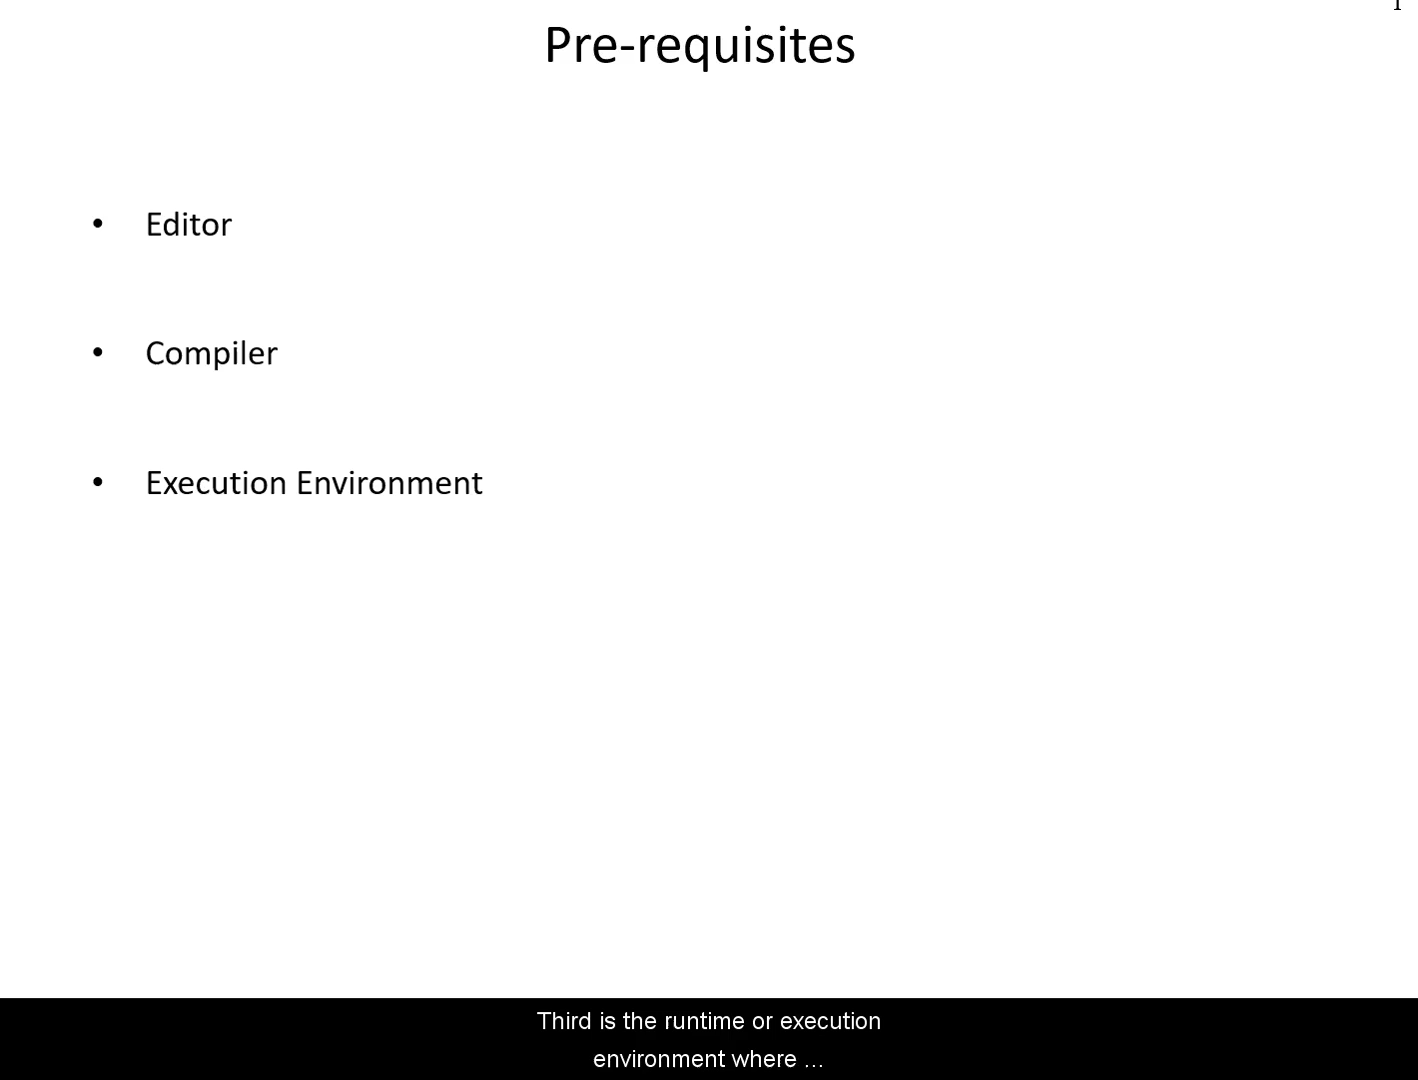 Pre-requisites
• Editor
• Compiler
• Execution Environment
Third is the runtime or execution
environment where ...